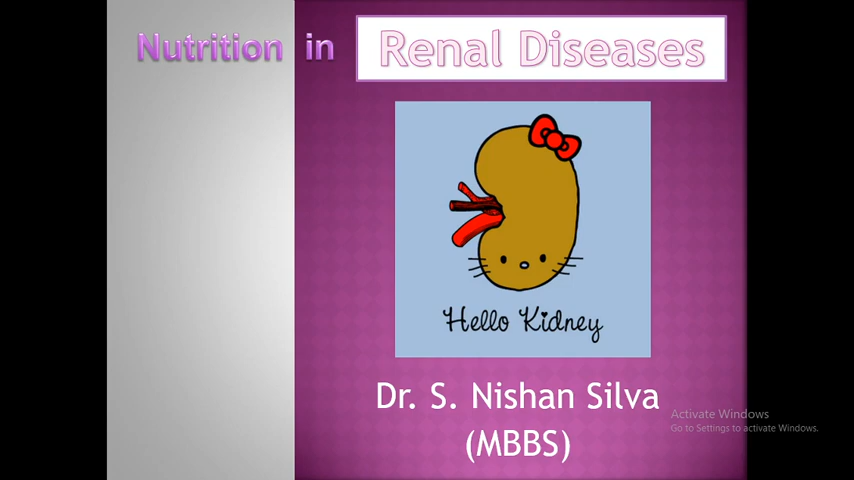 Nutrition in Renal Diseases
Hello Kidney
Dr. S. Nishan Silva
(MBBS)
Activate Windows
Go to Settings to activate Windows.